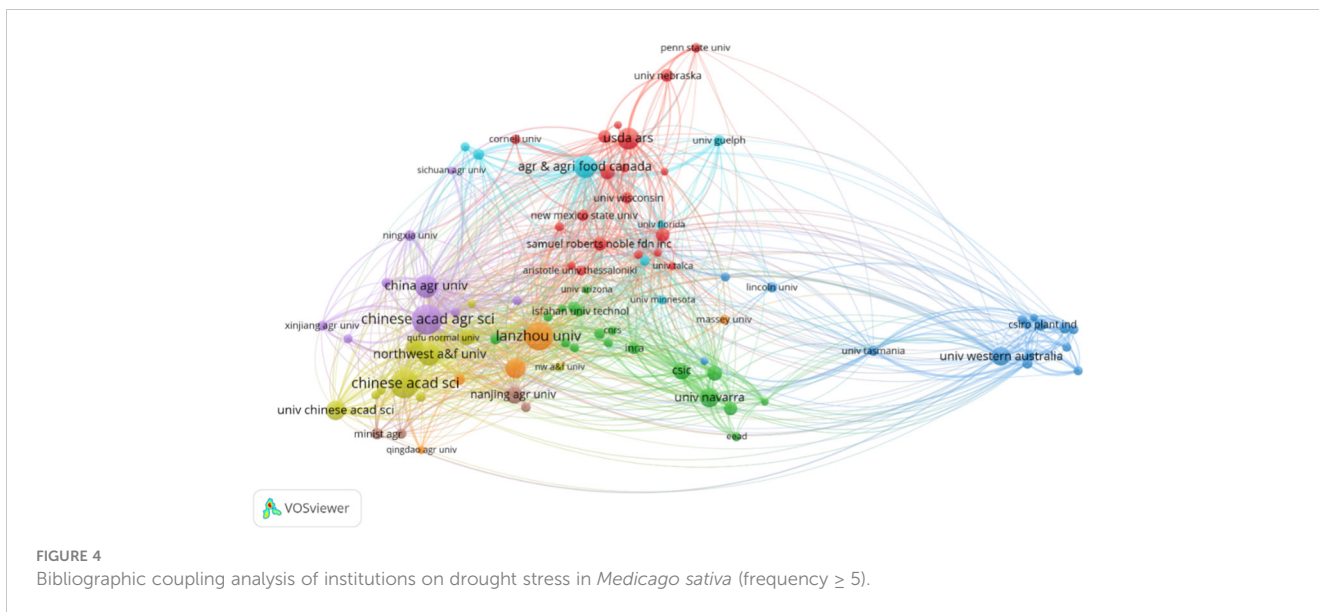 penn state univ
univ nebraska
usda ars
cornell univ
univ guelph
agr & agri food canada
sichuan agr univ
univ wisconsin
new mexico state univ
univ florida
ningxia univ
samuel roberts noble fdn inc
aristotle univ thessaloniki
univ talca
china agr univ
univ arizona
lincoln univ
univ minnesota
isfahan univ technol
chinese acad agr sci
massey univ
xinjiang agr univ
csiro plant ind
cnrs
lanzhou univ
qufu normal univ
inra
univ tasmania
northwest a&f univ
univ western australia
nw a&f univ
csic
chinese acad sci
nanjing agr univ
univ navarra
univ chinese acad sci
minist agr
eead
qingdao agr univ
VOSviewer
FIGURE 4
Bibliographic coupling analysis of institutions on drought stress in Medicago sativa (frequency ≥ 5).